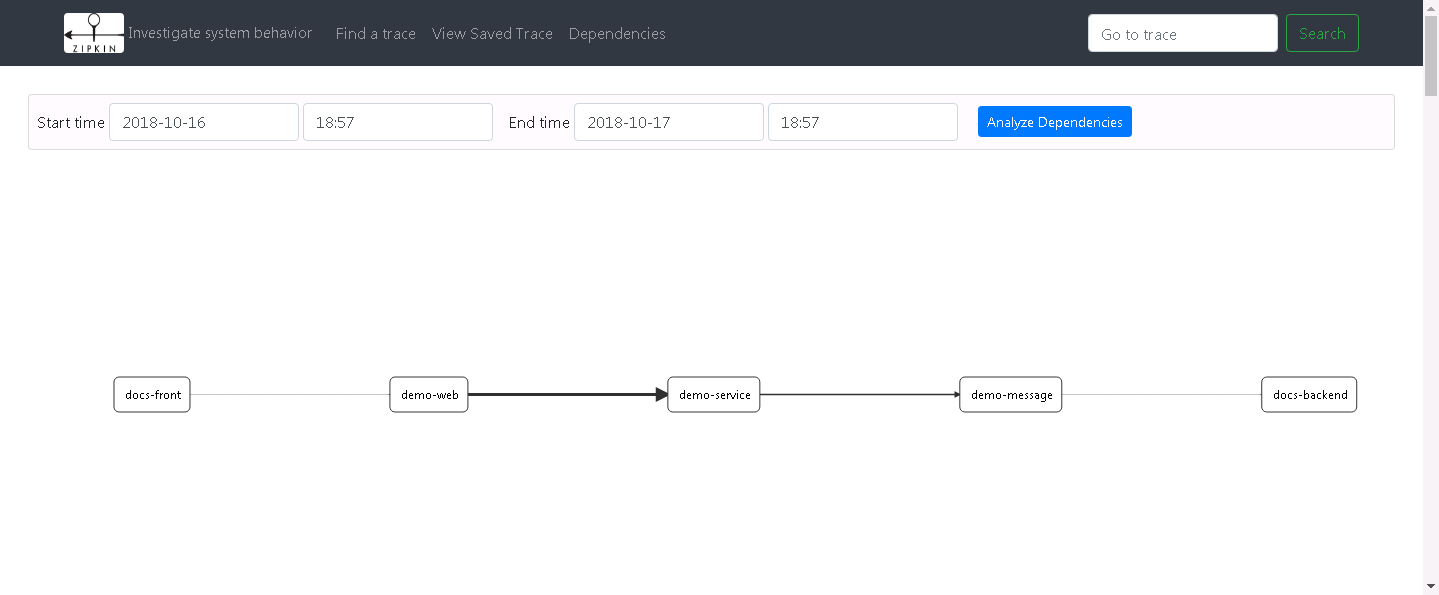 ZIPKIN Investigate system behavior Find a trace View Saved Trace Dependencies Go to trace Search
Start time 2018-10-16 18:57 End time 2018-10-17 18:57 Analyze Dependencies
docs-front demo-web demo-service demo-message docs-backend